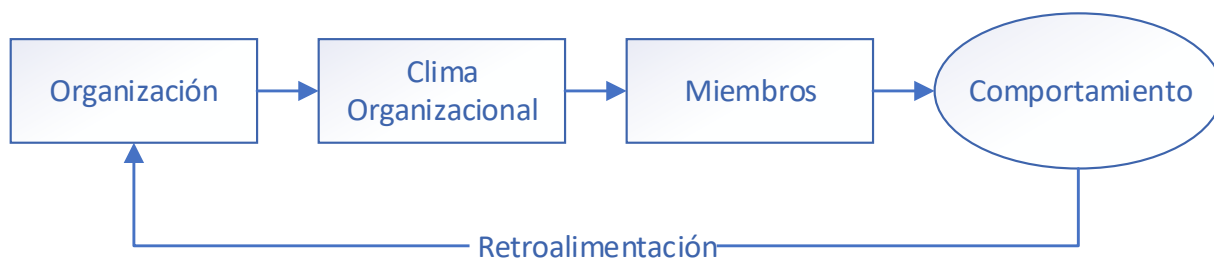 Organización
Clima
Organizacional
Miembros
Comportamiento
Retroalimentación